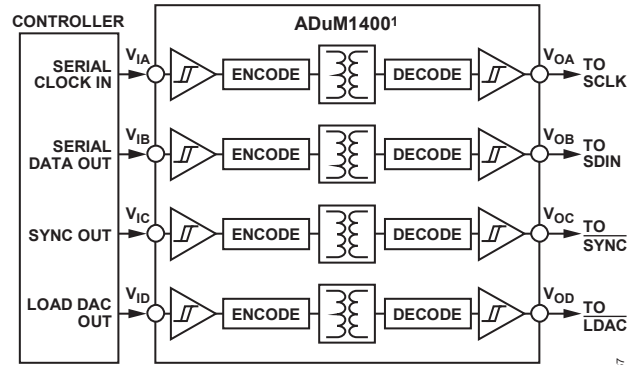 CONTROLLER
ADuM1400¹
SERIAL
CLOCK IN
V_IA
ENCODE
DECODE
V_OA
TO
SCLK
SERIAL
DATA OUT
V_IB
ENCODE
DECODE
V_OB
TO
SDIN
SYNC OUT
V_IC
ENCODE
DECODE
V_OC
TO
SYNC
LOAD DAC
OUT
V_ID
ENCODE
DECODE
V_OD
TO
LDAC